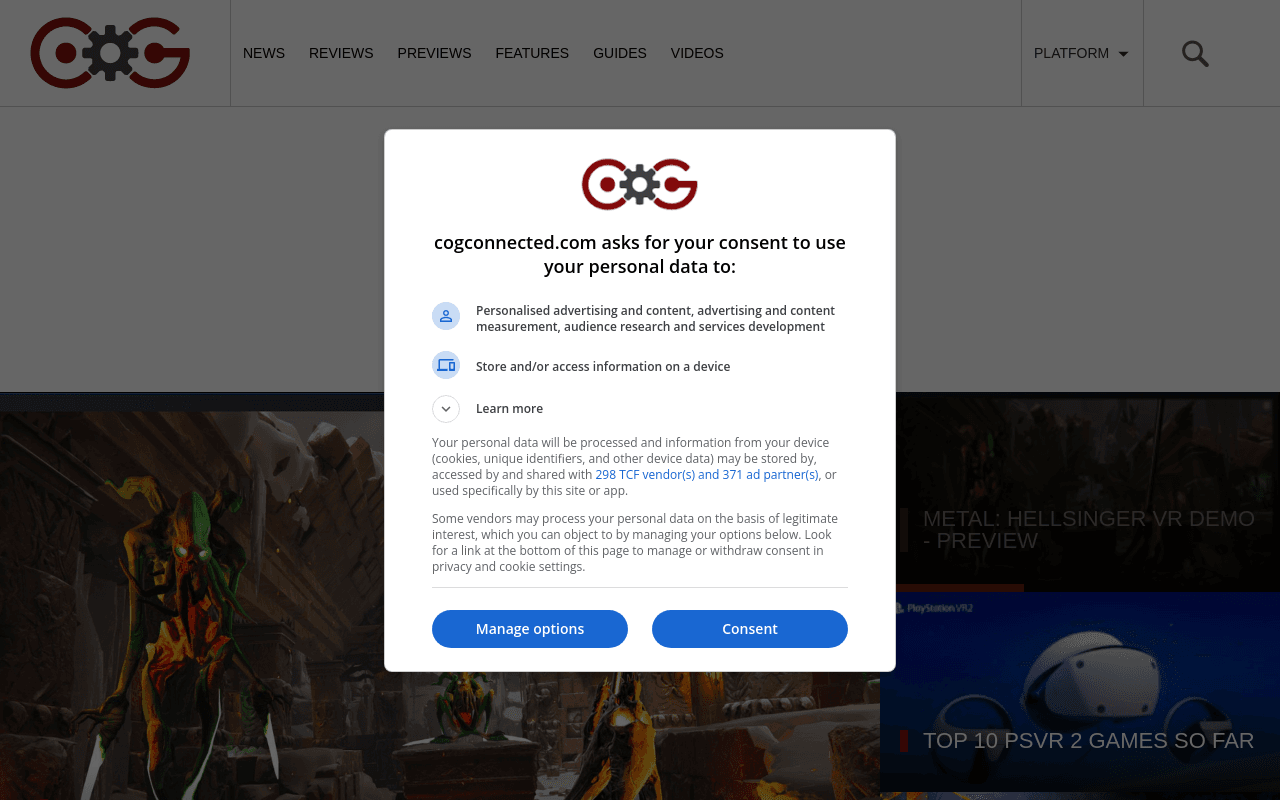 COG
NEWS
REVIEWS
PREVIEWS
FEATURES
GUIDES
VIDEOS
PLATFORM
COG
cogconnected.com asks for your consent to use
your personal data to:
Personalised advertising and content, advertising and content
measurement, audience research and services development
Store and/or access information on a device
Learn more
Your personal data will be processed and information from your device
(cookies, unique identifiers, and other device data) may be stored by,
accessed by and shared with 298 TCF vendor(s) and 371 ad partner(s), or
used specifically by this site or app.
Some vendors may process your personal data on the basis of legitimate
interest, which you can object to by managing your options below. Look
for a link at the bottom of this page to manage or withdraw consent in
privacy and cookie settings.
Manage options
Consent
METAL: HELLSINGER VR DEMO
- PREVIEW
PlayStation VR2
TOP 10 PSVR 2 GAMES SO FAR